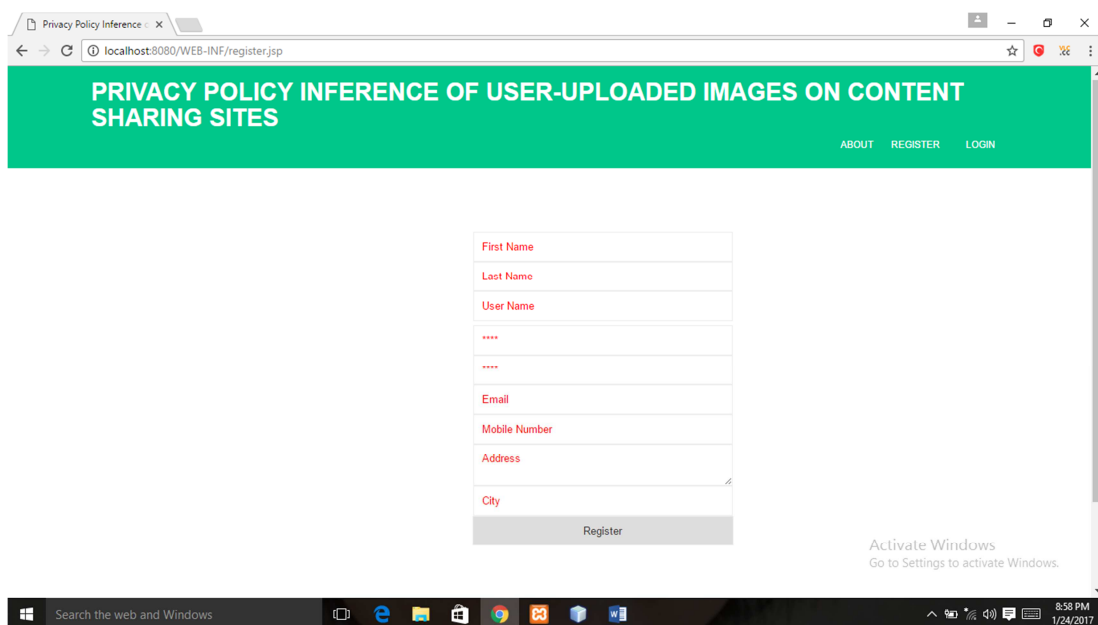 Privacy Policy Inference o
localhost:8080/WEB-INF/register.jsp
PRIVACY POLICY INFERENCE OF USER-UPLOADED IMAGES ON CONTENT
SHARING SITES
ABOUT REGISTER LOGIN
First Name
Last Name
User Name
****
****
Email
Mobile Number
Address
City
Register
Activate Windows
Go to Settings to activate Windows.
Search the web and Windows
8:58 PM
1/24/2017